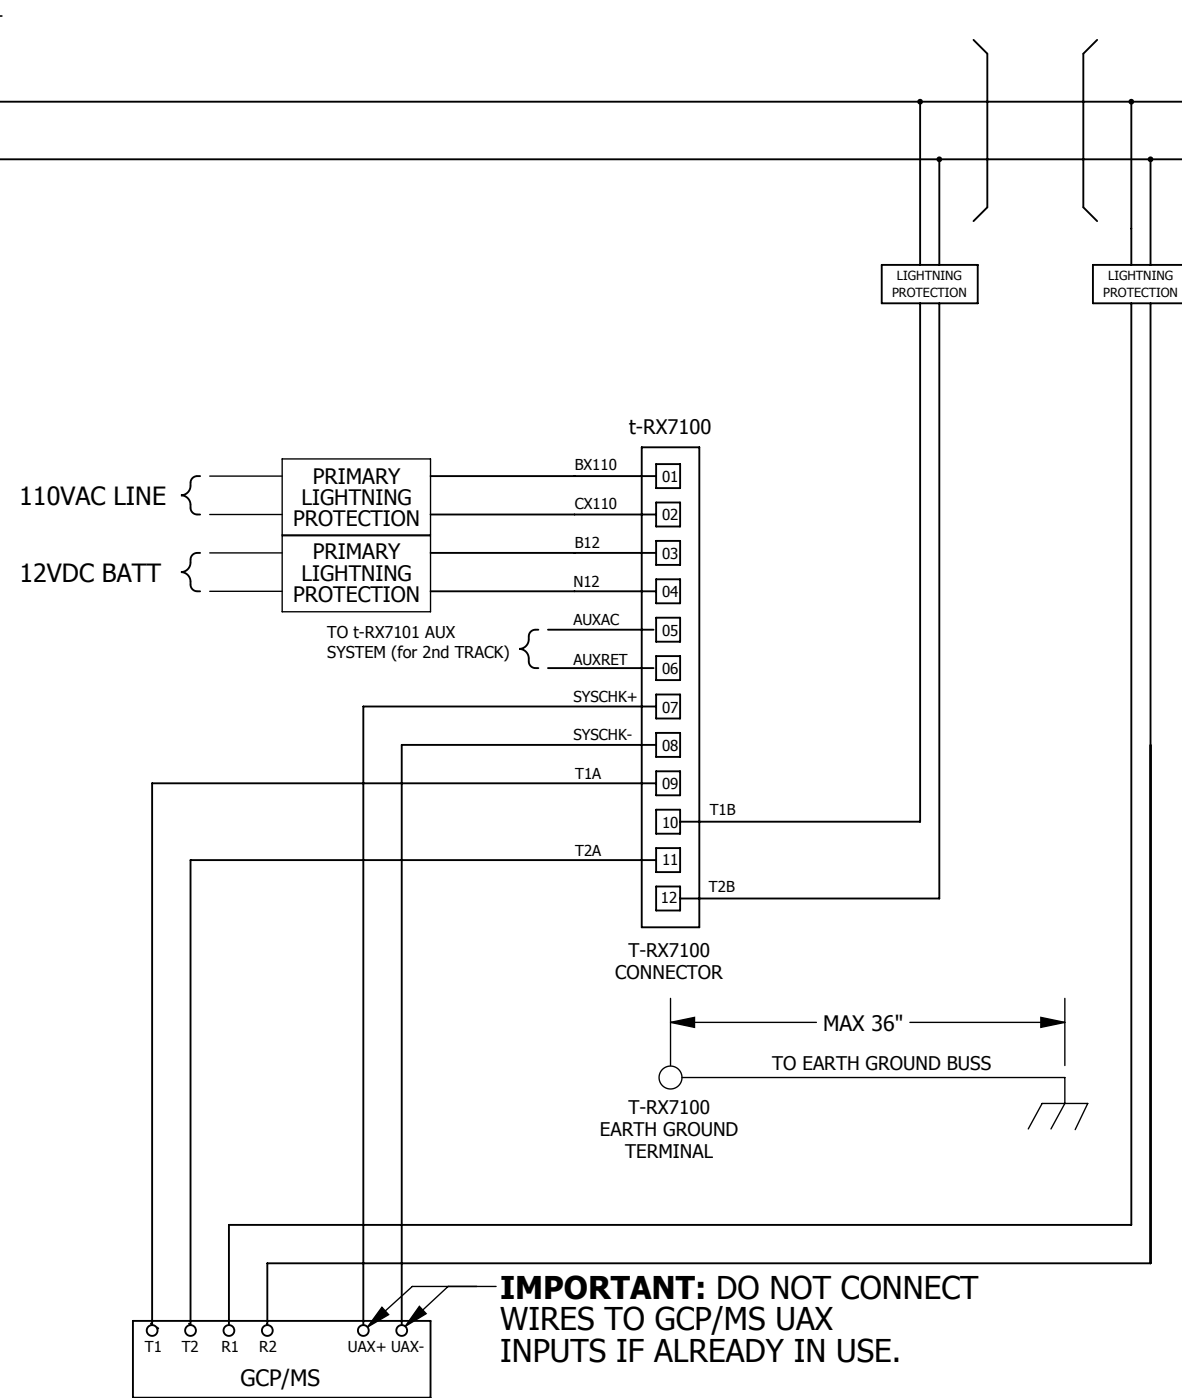 LIGHTNING
PROTECTION
LIGHTNING
PROTECTION
t-RX7100
110VAC LINE
PRIMARY
LIGHTNING
PROTECTION
BX110
01
CX110
02
12VDC BATT
PRIMARY
LIGHTNING
PROTECTION
B12
03
N12
04
TO t-RX7101 AUX
SYSTEM (for 2nd TRACK)
AUXAC
05
AUXRET
06
SYSCHK+
07
SYSCHK-
08
T1A
09
10
T1B
T2A
11
12
T2B
T-RX7100
CONNECTOR
MAX 36"
TO EARTH GROUND BUSS
T-RX7100
EARTH GROUND
TERMINAL
IMPORTANT: DO NOT CONNECT
WIRES TO GCP/MS UAX
INPUTS IF ALREADY IN USE.
T1 T2 R1 R2 UAX+ UAX-
GCP/MS